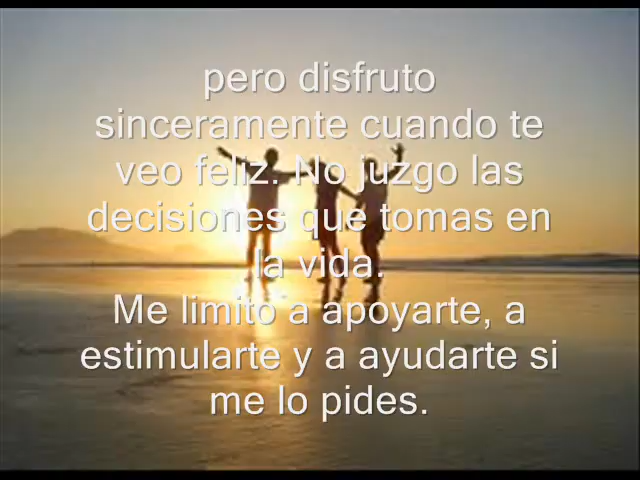 pero disfruto
sinceramente cuando te
veo feliz. No juzgo las
decisiones que tomas en
la vida.
Me limito a apoyarte, a
estimularte y a ayudarte si
me lo pides.